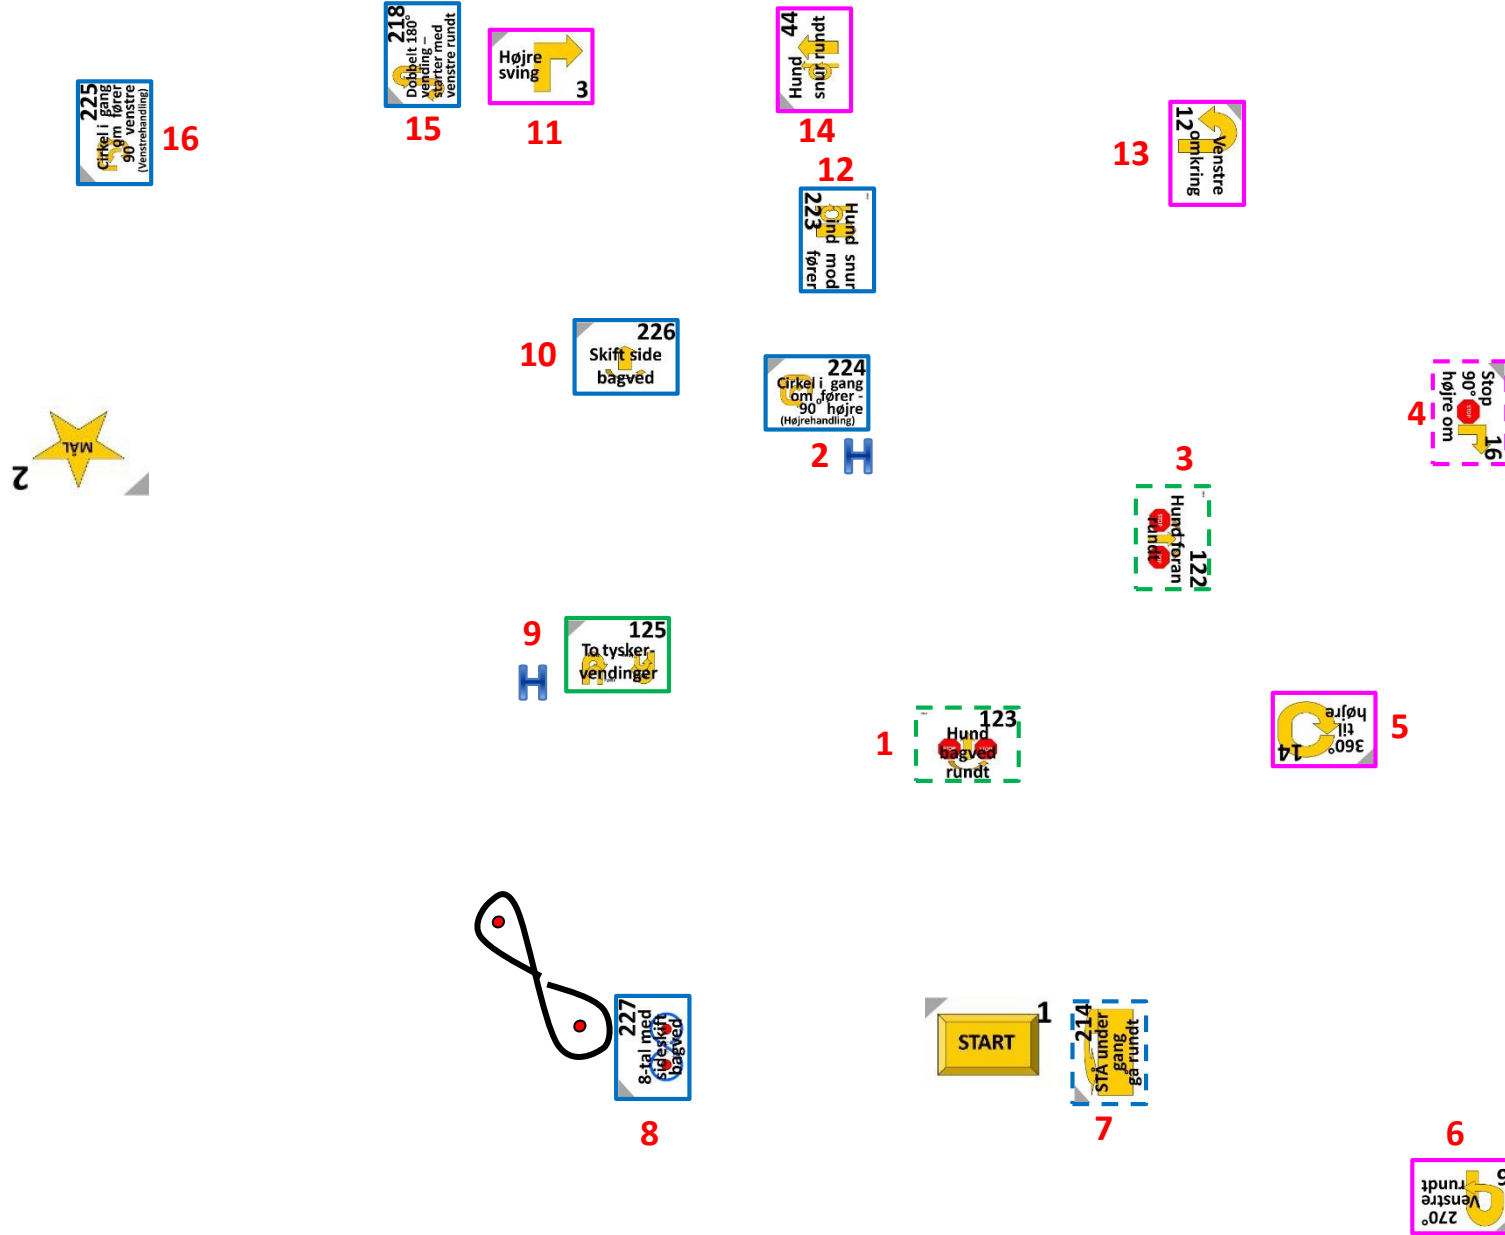 218
Dobbelt 180°
vending –
starter med
venstre rundt
15
Højre
sving
3
11
44
Hund
snur rundt
14
225
Cirkel i gang
om fører
90° venstre
(Venstrehandling)
16
12
Venstre
omkring
13
12
223
Hund snur
ind mod
fører
226
Skift side
bagved
10
224
Cirkel i gang
om fører -
90° højre
(Højrehandling)
2
16
Stop
90°
højre om
STOP
4
MÅL
2
3
122
Hund foran
rundt
STOP
STOP
125
To tysker-
vendinger
9
123
Hund
bagved
rundt
STOP
STOP
1
14
360°
til
højre
5
227
8-tal med
sideskift
bagved
8
1
START
214
STÅ under
gang
gå rundt
7
6
270°
Venstre
rundt